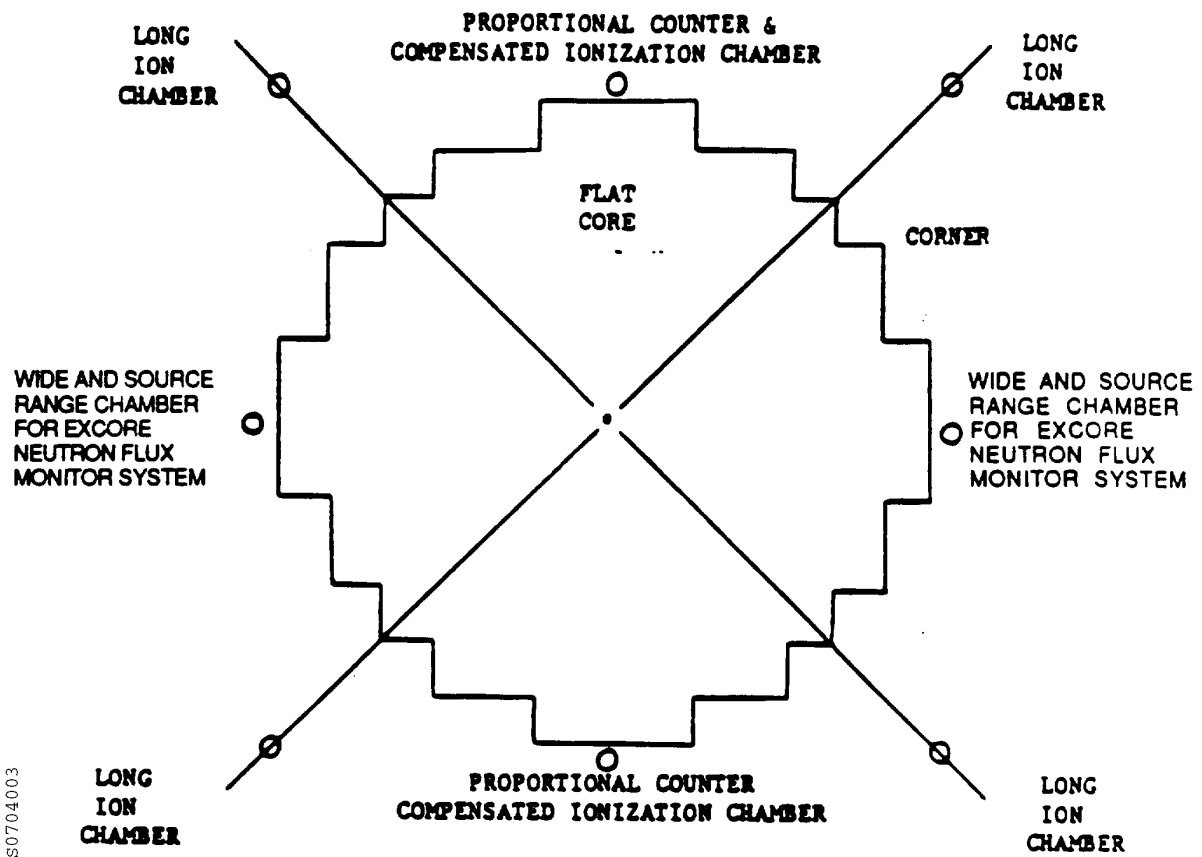 LONG
ION
CHAMBER
PROPORTIONAL COUNTER &
COMPENSATED IONIZATION CHAMBER
LONG
ION
CHAMBER
FLAT
CORE
CORNER
WIDE AND SOURCE
RANGE CHAMBER
FOR EXCORE
NEUTRON FLUX
MONITOR SYSTEM
WIDE AND SOURCE
RANGE CHAMBER
FOR EXCORE
NEUTRON FLUX
MONITOR SYSTEM
LONG
ION
CHAMBER
PROPORTIONAL COUNTER
COMPENSATED IONIZATION CHAMBER
LONG
ION
CHAMBER
S0704003